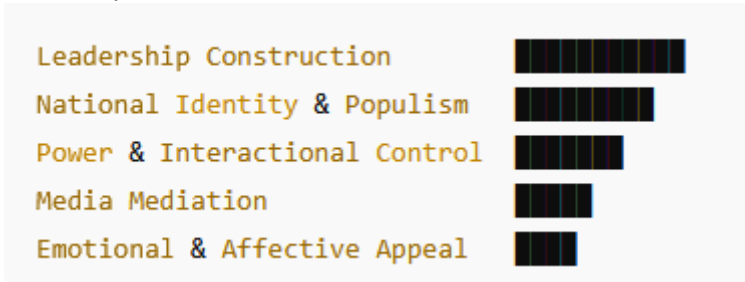 Leadership Construction
National Identity & Populism
Power & Interactional Control
Media Mediation
Emotional & Affective Appeal